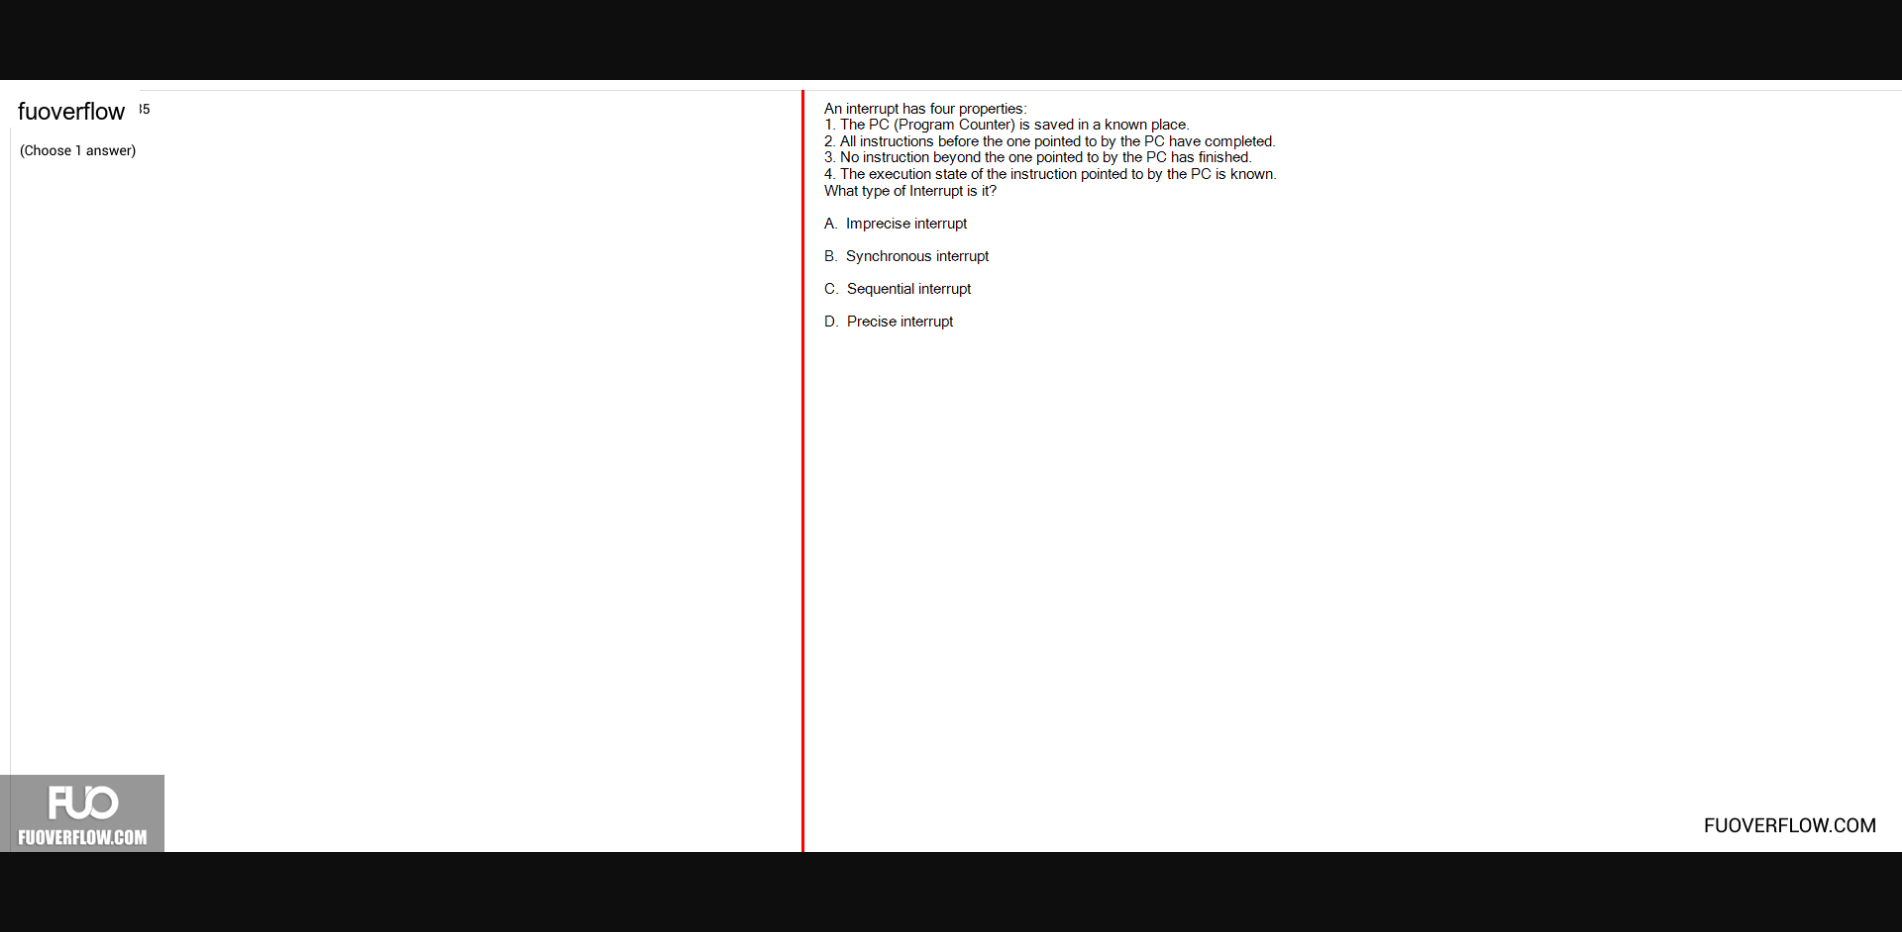 fuoverflow
35
(Choose 1 answer)
An interrupt has four properties:
1. The PC (Program Counter) is saved in a known place.
2. All instructions before the one pointed to by the PC have completed.
3. No instruction beyond the one pointed to by the PC has finished.
4. The execution state of the instruction pointed to by the PC is known.
What type of Interrupt is it?
A. Imprecise interrupt
B. Synchronous interrupt
C. Sequential interrupt
D. Precise interrupt
FUO
FUOVERFLOW.COM
FUOVERFLOW.COM